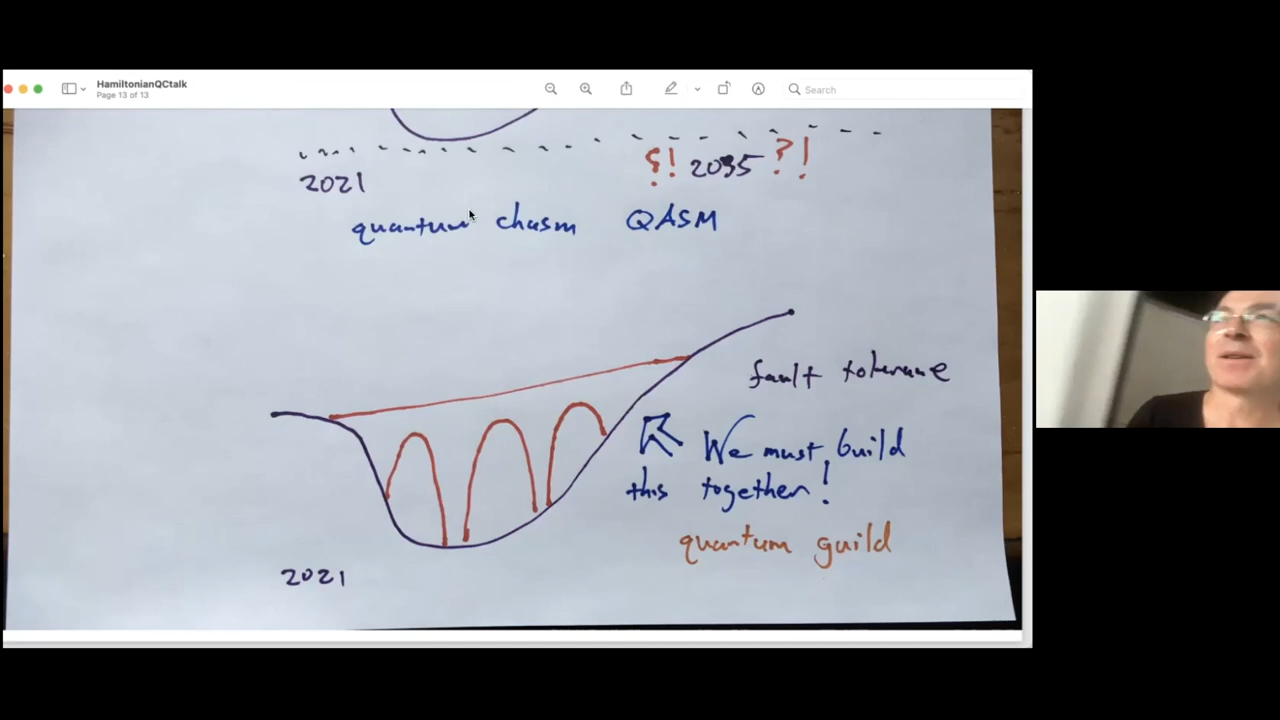 HamiltonianQCtalk
Page 13 of 13
Search
2021 ?! 2035 ?!
quantum chasm QASM
fault tolerance
We must build
this together!
quantum guild
2021